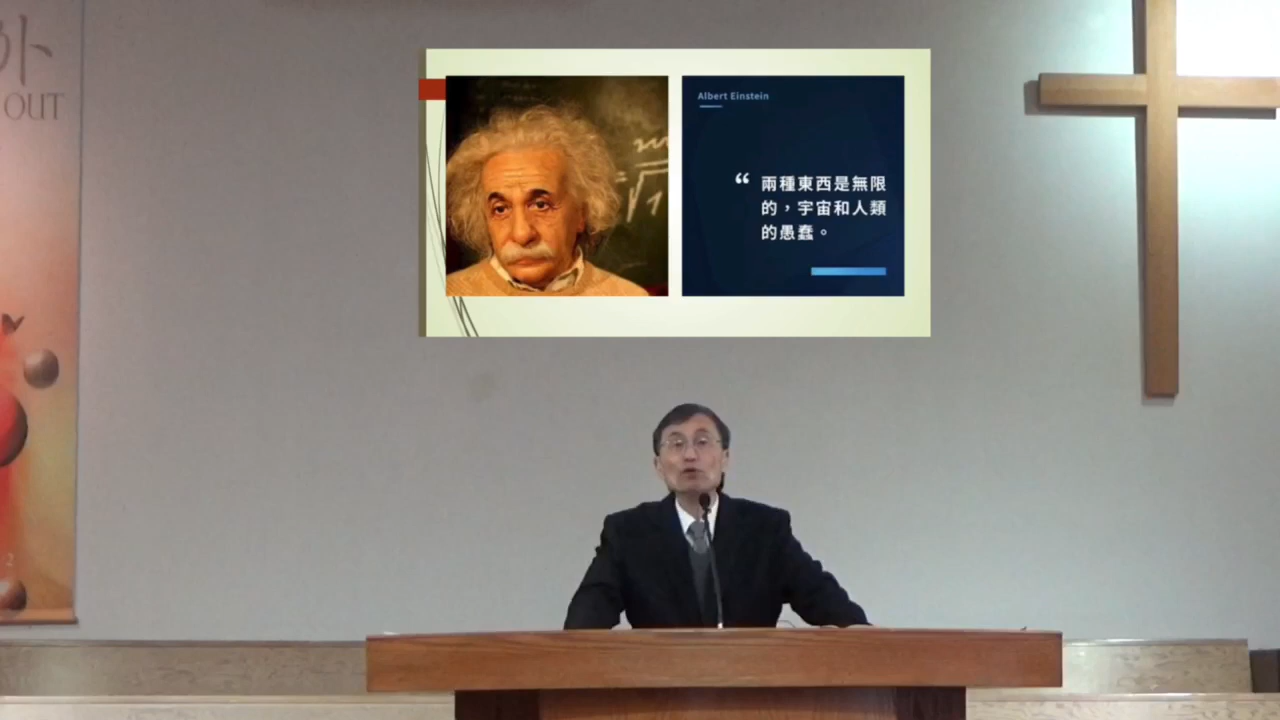 外
OUT
Albert Einstein
“ 兩種東西是無限
的，宇宙和人類
的愚蠢。